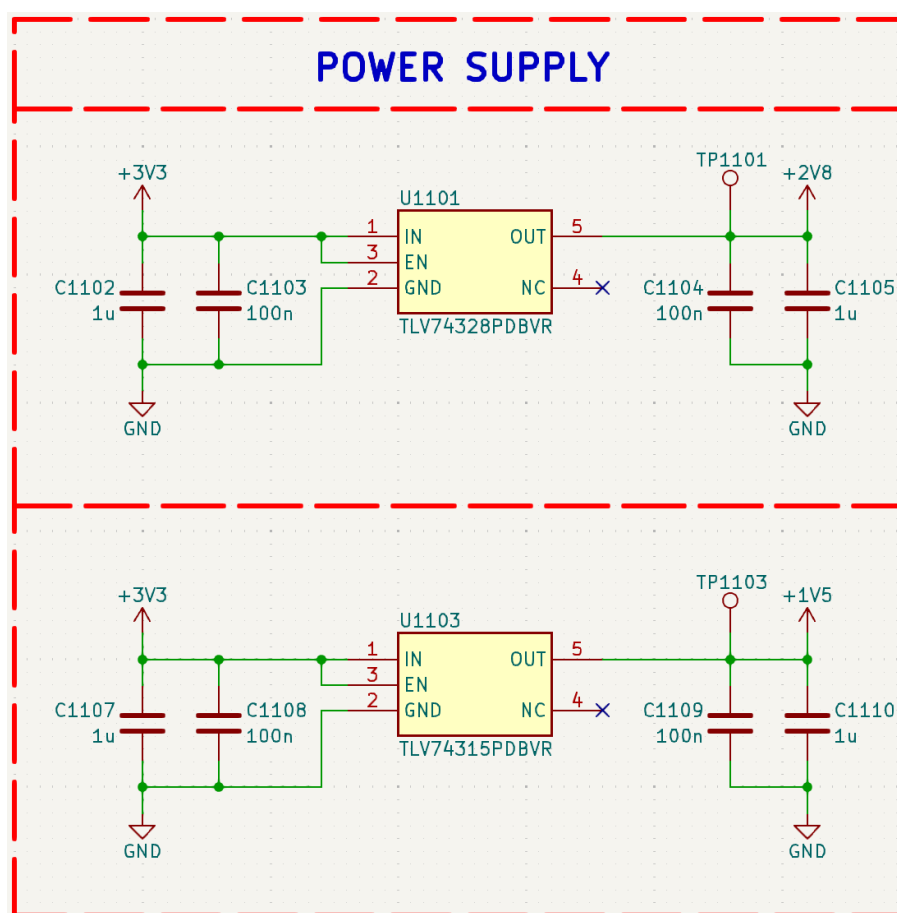 POWER SUPPLY
TP1101
+3V3
+2V8
U1101
1 IN OUT 5
3 EN
2 GND NC 4
C1102 1u
C1103 100n
C1104 100n
C1105 1u
TLV74328PDBVR
GND
GND
TP1103
+3V3
+1V5
U1103
1 IN OUT 5
3 EN
2 GND NC 4
C1107 1u
C1108 100n
C1109 100n
C1110 1u
TLV74315PDBVR
GND
GND